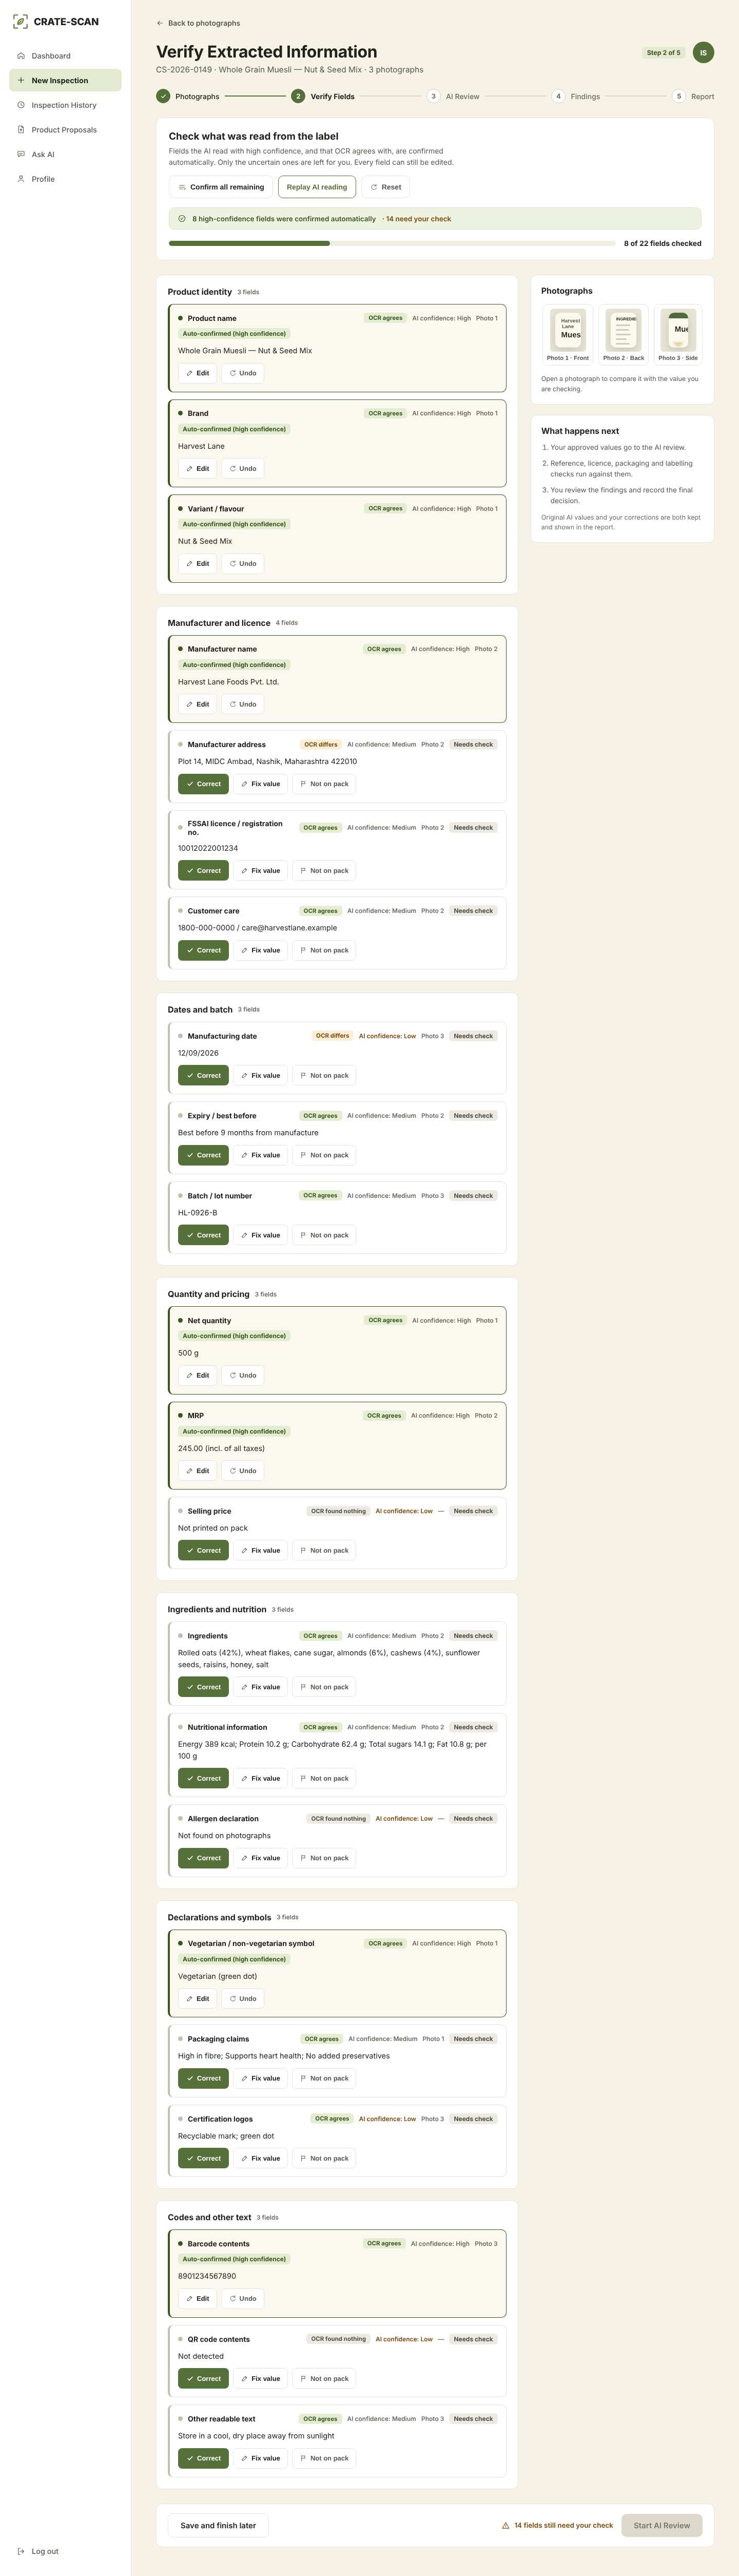 CRATE-SCAN
Dashboard
New Inspection
Inspection History
Product Proposals
Ask AI
Profile
Log out
Back to photographs
Verify Extracted Information
CS-2026-0149 · Whole Grain Muesli — Nut & Seed Mix · 3 photographs
Step 2 of 5
IS
Photographs
2 Verify Fields
3 AI Review
4 Findings
5 Report
Check what was read from the label
Fields the AI read with high confidence, and that OCR agrees with, are confirmed
automatically. Only the uncertain ones are left for you. Every field can still be edited.
Confirm all remaining
Replay AI reading
Reset
8 high-confidence fields were confirmed automatically · 14 need your check
8 of 22 fields checked
Product identity 3 fields
Product name OCR agrees AI confidence: High Photo 1
Auto-confirmed (high confidence)
Whole Grain Muesli — Nut & Seed Mix
Edit Undo
Brand OCR agrees AI confidence: High Photo 1
Auto-confirmed (high confidence)
Harvest Lane
Edit Undo
Variant / flavour OCR agrees AI confidence: High Photo 1
Auto-confirmed (high confidence)
Nut & Seed Mix
Edit Undo
Manufacturer and licence 4 fields
Manufacturer name OCR agrees AI confidence: High Photo 2
Auto-confirmed (high confidence)
Harvest Lane Foods Pvt. Ltd.
Edit Undo
Manufacturer address OCR differs AI confidence: Medium Photo 2 Needs check
Plot 14, MIDC Ambad, Nashik, Maharashtra 422010
Correct Fix value Not on pack
FSSAI licence / registration
no. OCR agrees AI confidence: Medium Photo 2 Needs check
10012022001234
Correct Fix value Not on pack
Customer care OCR agrees AI confidence: Medium Photo 2 Needs check
1800-000-0000 / care@harvestlane.example
Correct Fix value Not on pack
Dates and batch 3 fields
Manufacturing date OCR differs AI confidence: Low Photo 3 Needs check
12/09/2026
Correct Fix value Not on pack
Expiry / best before OCR agrees AI confidence: Medium Photo 2 Needs check
Best before 9 months from manufacture
Correct Fix value Not on pack
Batch / lot number OCR agrees AI confidence: Medium Photo 3 Needs check
HL-0926-B
Correct Fix value Not on pack
Quantity and pricing 3 fields
Net quantity OCR agrees AI confidence: High Photo 1
Auto-confirmed (high confidence)
500 g
Edit Undo
MRP OCR agrees AI confidence: High Photo 2
Auto-confirmed (high confidence)
245.00 (incl. of all taxes)
Edit Undo
Selling price OCR found nothing AI confidence: Low — Needs check
Not printed on pack
Correct Fix value Not on pack
Ingredients and nutrition 3 fields
Ingredients OCR agrees AI confidence: Medium Photo 2 Needs check
Rolled oats (42%), wheat flakes, cane sugar, almonds (6%), cashews (4%), sunflower
seeds, raisins, honey, salt
Correct Fix value Not on pack
Nutritional information OCR agrees AI confidence: Medium Photo 2 Needs check
Energy 389 kcal; Protein 10.2 g; Carbohydrate 62.4 g; Total sugars 14.1 g; Fat 10.8 g; per
100 g
Correct Fix value Not on pack
Allergen declaration OCR found nothing AI confidence: Low — Needs check
Not found on photographs
Correct Fix value Not on pack
Declarations and symbols 3 fields
Vegetarian / non-vegetarian symbol OCR agrees AI confidence: High Photo 1
Auto-confirmed (high confidence)
Vegetarian (green dot)
Edit Undo
Packaging claims OCR agrees AI confidence: Medium Photo 1 Needs check
High in fibre; Supports heart health; No added preservatives
Correct Fix value Not on pack
Certification logos OCR agrees AI confidence: Low Photo 3 Needs check
Recyclable mark; green dot
Correct Fix value Not on pack
Codes and other text 3 fields
Barcode contents OCR agrees AI confidence: High Photo 3
Auto-confirmed (high confidence)
8901234567890
Edit Undo
QR code contents OCR found nothing AI confidence: Low — Needs check
Not detected
Correct Fix value Not on pack
Other readable text OCR agrees AI confidence: Medium Photo 3 Needs check
Store in a cool, dry place away from sunlight
Correct Fix value Not on pack
Photographs
Harvest
Lane
Mues
INGREDIE
Mue
Photo 1 · Front
Photo 2 · Back
Photo 3 · Side
Open a photograph to compare it with the value you
are checking.
What happens next
1. Your approved values go to the AI review.
2. Reference, licence, packaging and labelling
checks run against them.
3. You review the findings and record the final
decision.
Original AI values and your corrections are both kept
and shown in the report.
Save and finish later
14 fields still need your check
Start AI Review